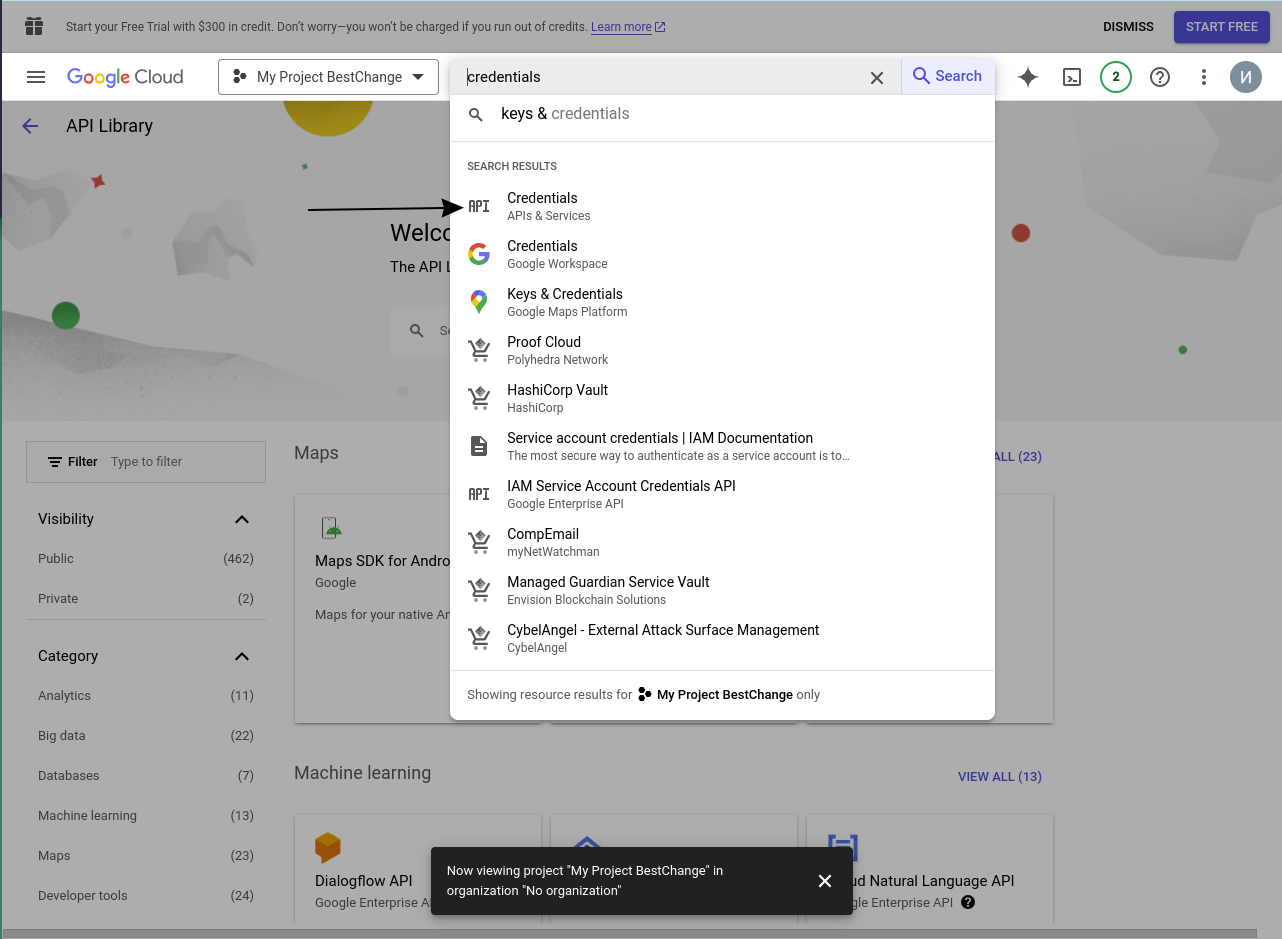 Start your Free Trial with $300 in credit. Don't worry—you won't be charged if you run out of credits. Learn more
DISMISS
START FREE
Google Cloud
My Project BestChange
credentials
Search
2
И
API Library
keys & credentials
SEARCH RESULTS
Credentials
APIs & Services
Credentials
Google Workspace
Keys & Credentials
Google Maps Platform
Proof Cloud
Polyhedra Network
HashiCorp Vault
HashiCorp
Service account credentials | IAM Documentation
The most secure way to authenticate as a service account is to…
IAM Service Account Credentials API
Google Enterprise API
CompEmail
myNetWatchman
Managed Guardian Service Vault
Envision Blockchain Solutions
CybelAngel - External Attack Surface Management
CybelAngel
Showing resource results for My Project BestChange only
API
API
Welco
The API L
Se
Filter Type to filter
Visibility
Public (462)
Private (2)
Category
Analytics (11)
Big data (22)
Databases (7)
Machine learning (13)
Maps (23)
Developer tools (24)
Maps
ALL (23)
Maps SDK for Andro
Google
Maps for your native An
Machine learning
VIEW ALL (13)
Dialogflow API
Google Enterprise A
ud Natural Language API
gle Enterprise API
Now viewing project "My Project BestChange" in
organization "No organization"